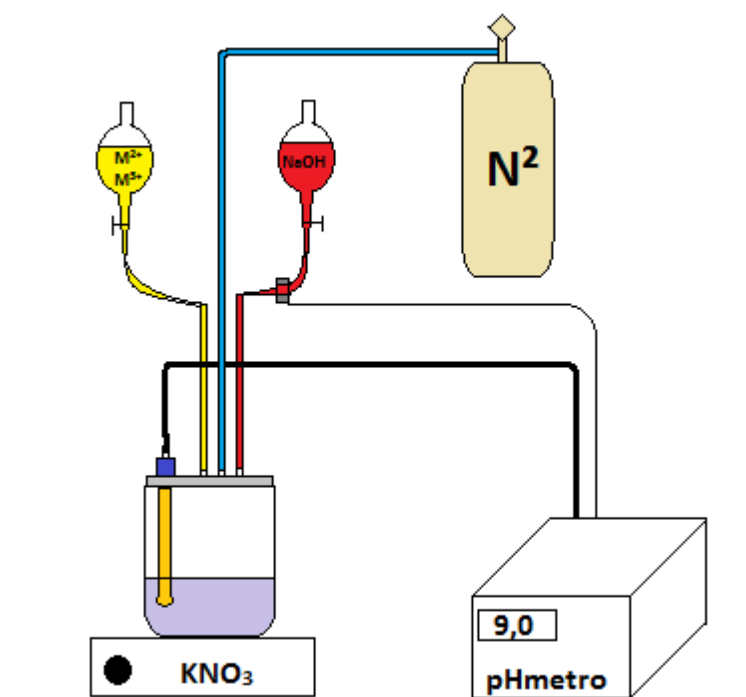 M²⁺
M³⁺
NaOH
N²
9,0
pHmetro
KNO₃